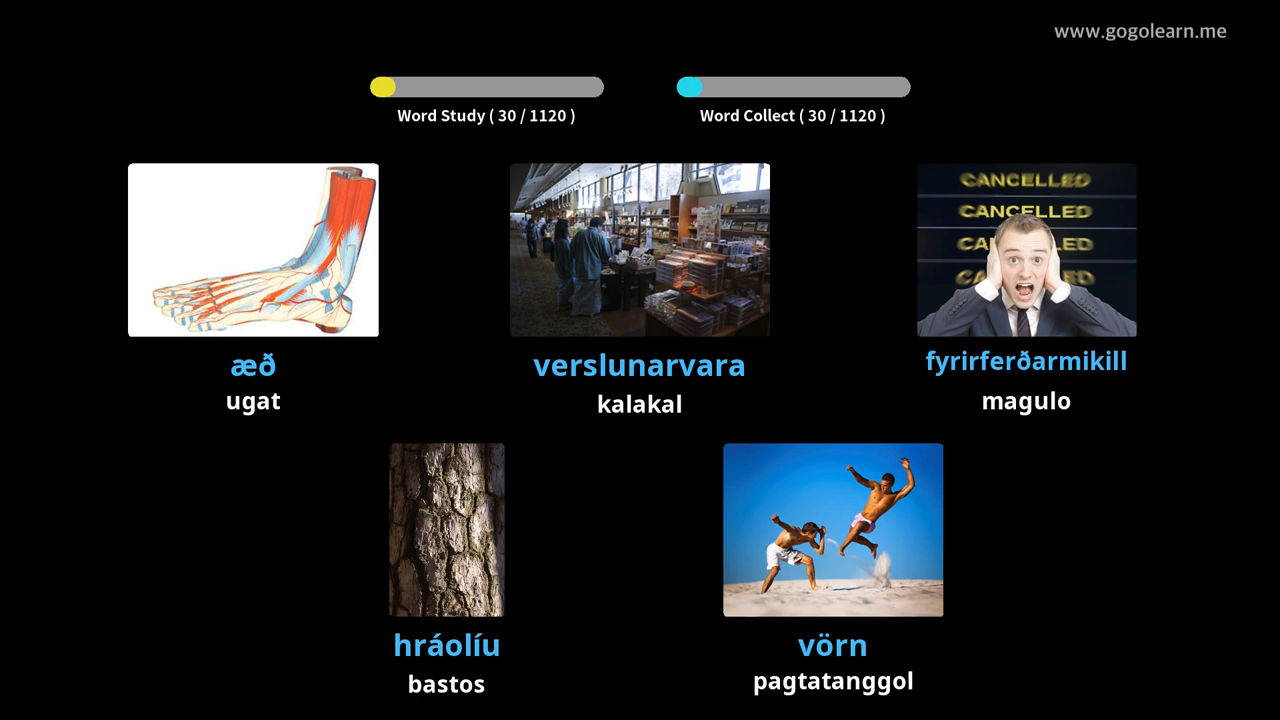 www.gogolearn.me
Word Study ( 30 / 1120 )
Word Collect ( 30 / 1120 )
CANCELLED
CANCELLED
æð
ugat
verslunarvara
kalakal
fyrirferðarmikill
magulo
hráolíu
bastos
vörn
pagtatanggol